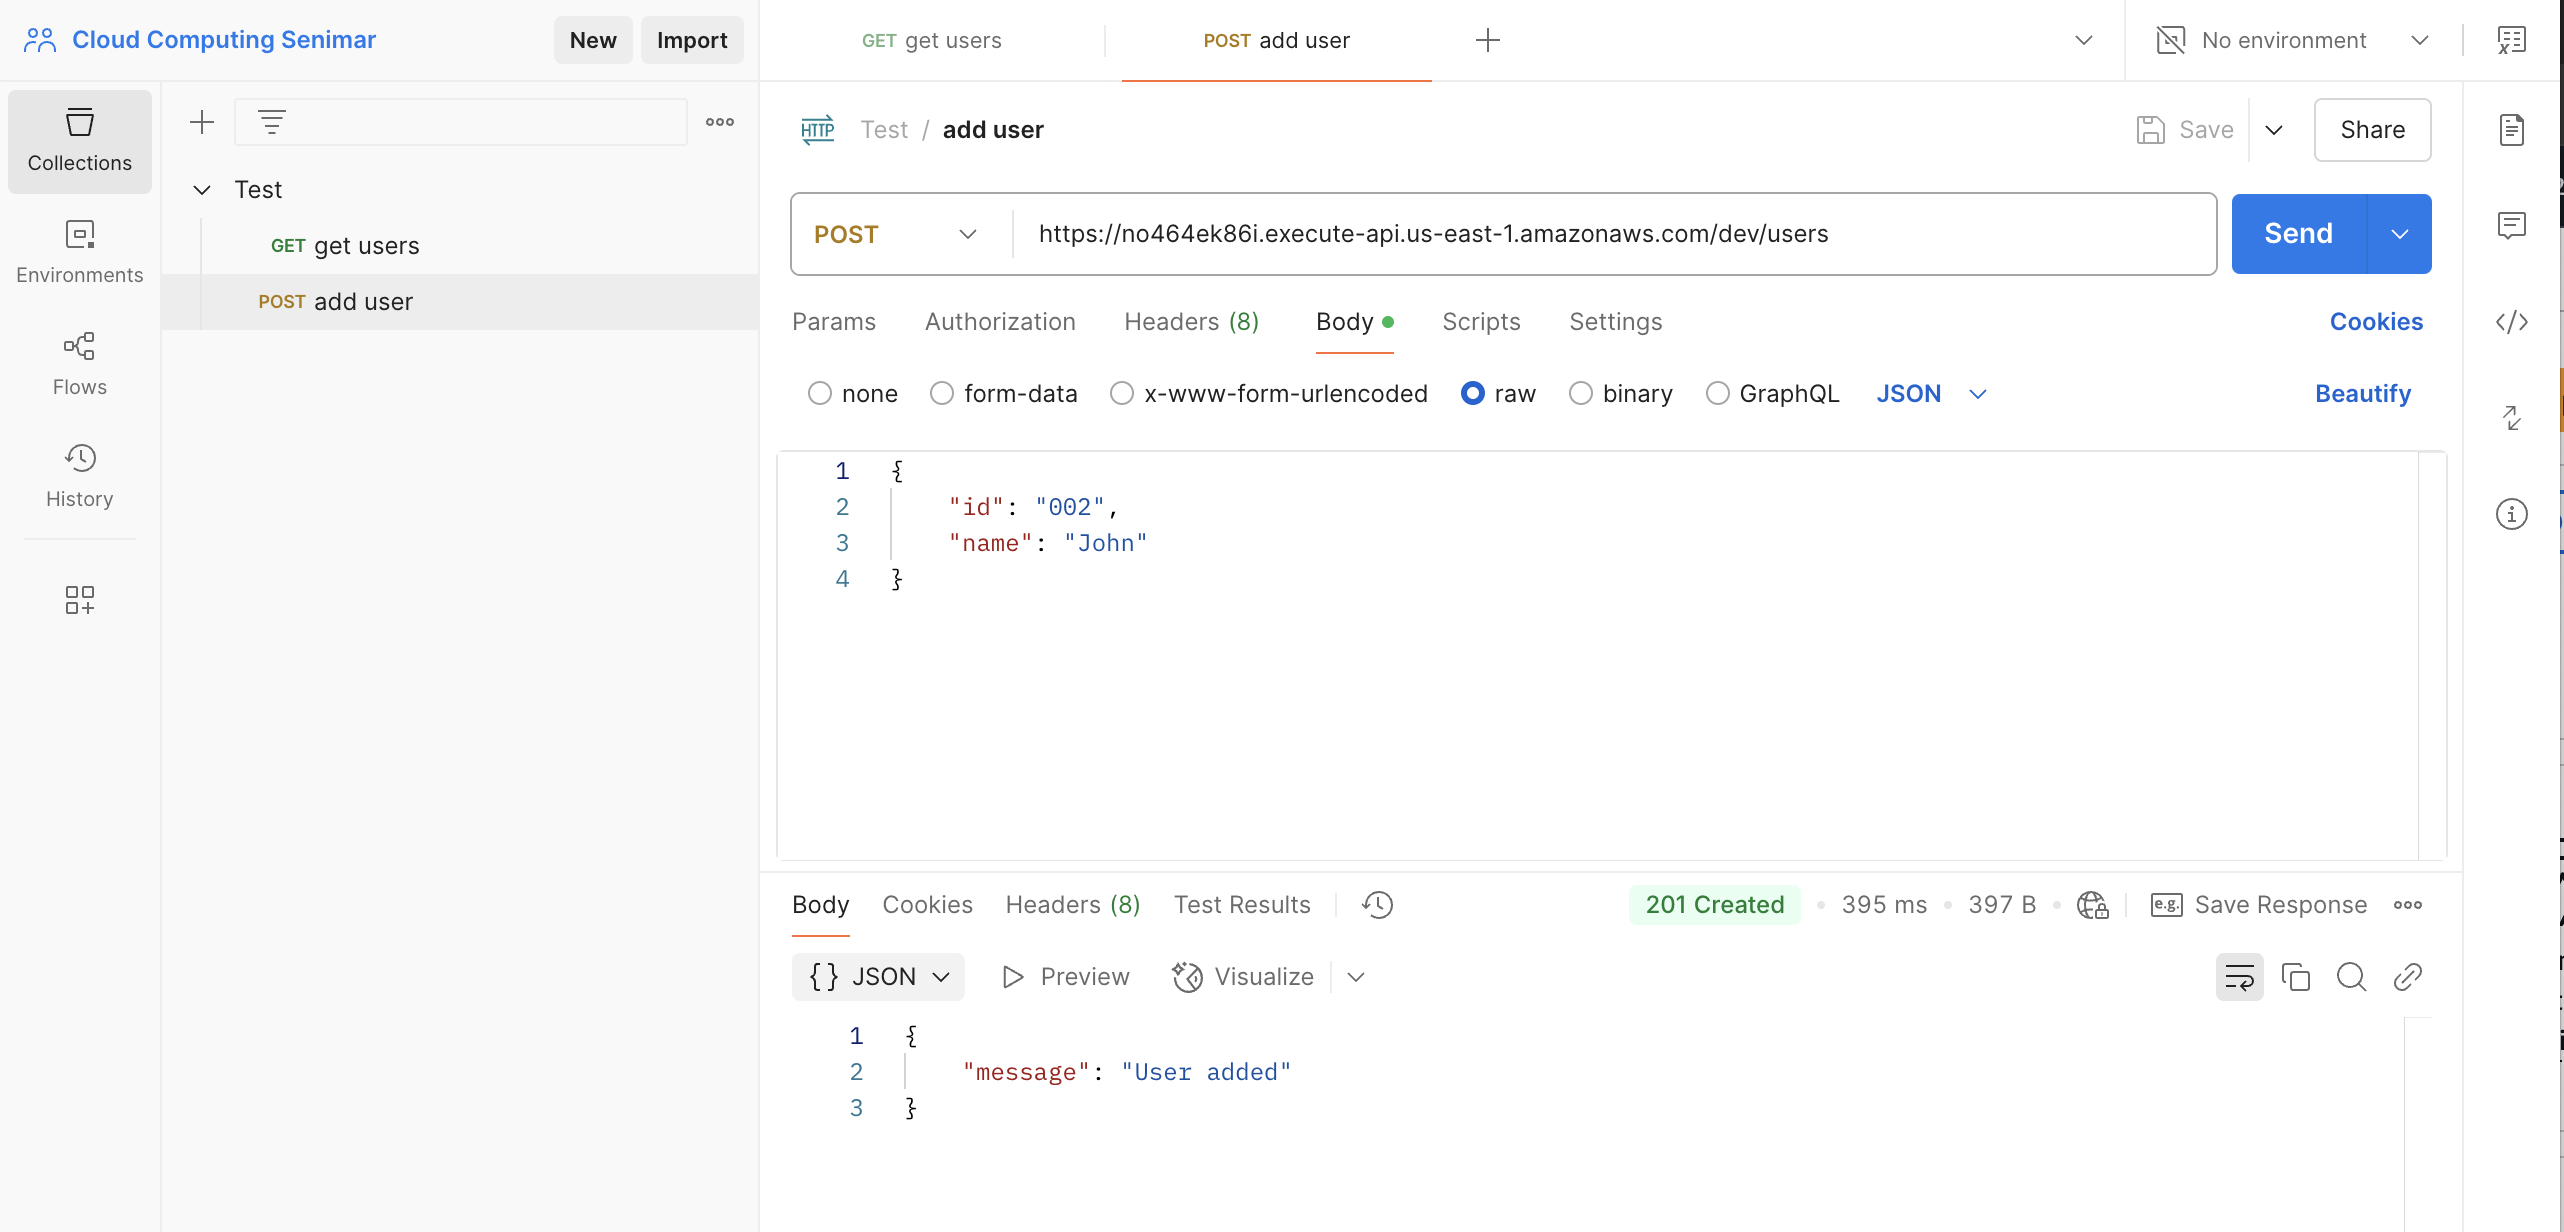 Cloud Computing Senimar
New Import
GET get users
POST add user
No environment
Collections
Environments
Flows
History
Test
GET get users
POST add user
HTTP Test / add user
Save
Share
POST https://no464ek86i.execute-api.us-east-1.amazonaws.com/dev/users
Send
Params Authorization Headers (8) Body Scripts Settings Cookies
none form-data x-www-form-urlencoded raw binary GraphQL JSON Beautify
1 {
2 "id": "002",
3 "name": "John"
4 }
Body Cookies Headers (8) Test Results 201 Created 395 ms 397 B e.g. Save Response
{} JSON Preview Visualize
1 {
2 "message": "User added"
3 }